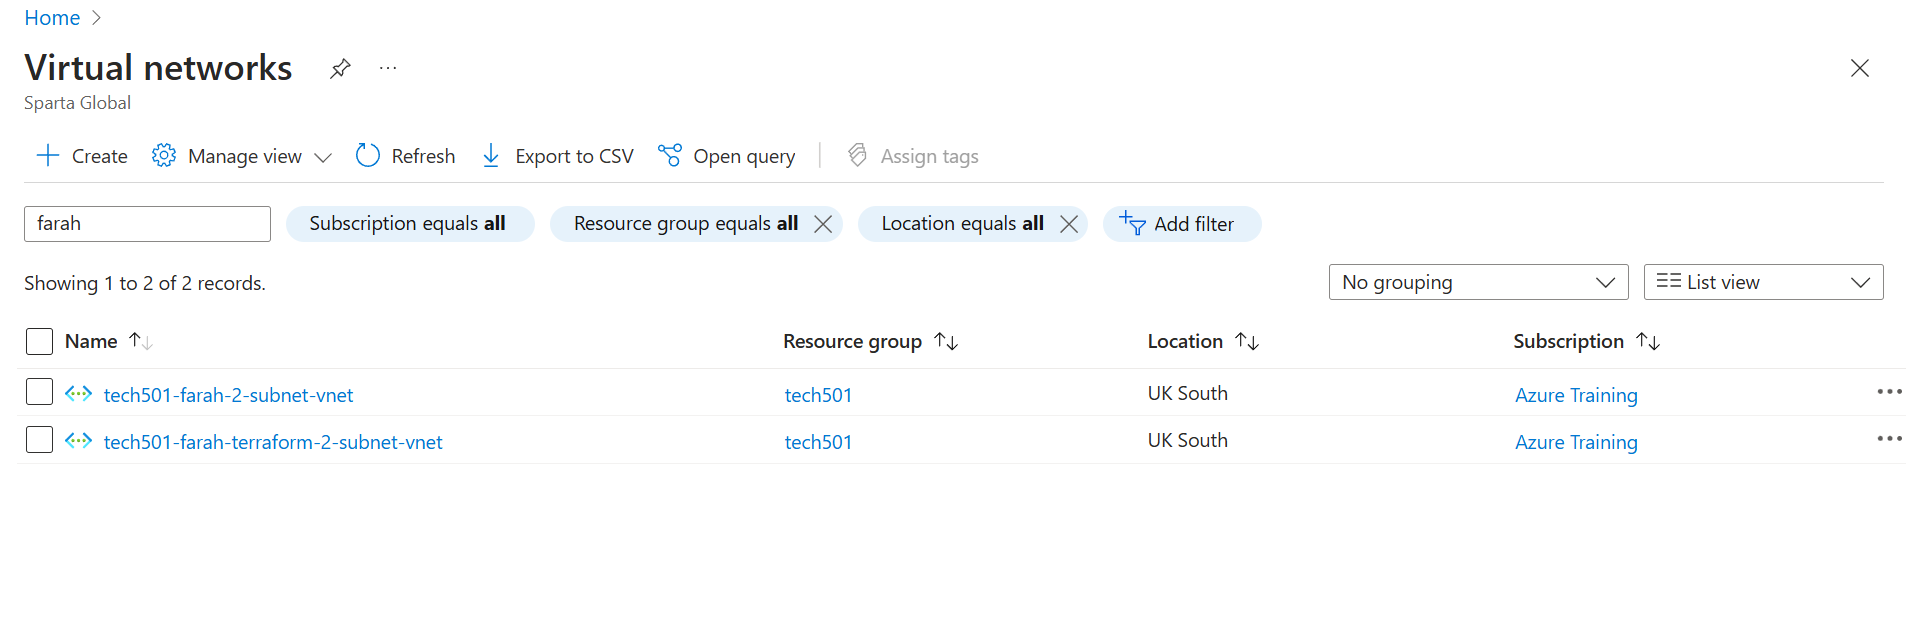 Home
Virtual networks
Sparta Global
Create Manage view Refresh Export to CSV Open query Assign tags
farah Subscription equals all Resource group equals all Location equals all Add filter
Showing 1 to 2 of 2 records. No grouping List view
Name Resource group Location Subscription
tech501-farah-2-subnet-vnet tech501 UK South Azure Training
tech501-farah-terraform-2-subnet-vnet tech501 UK South Azure Training